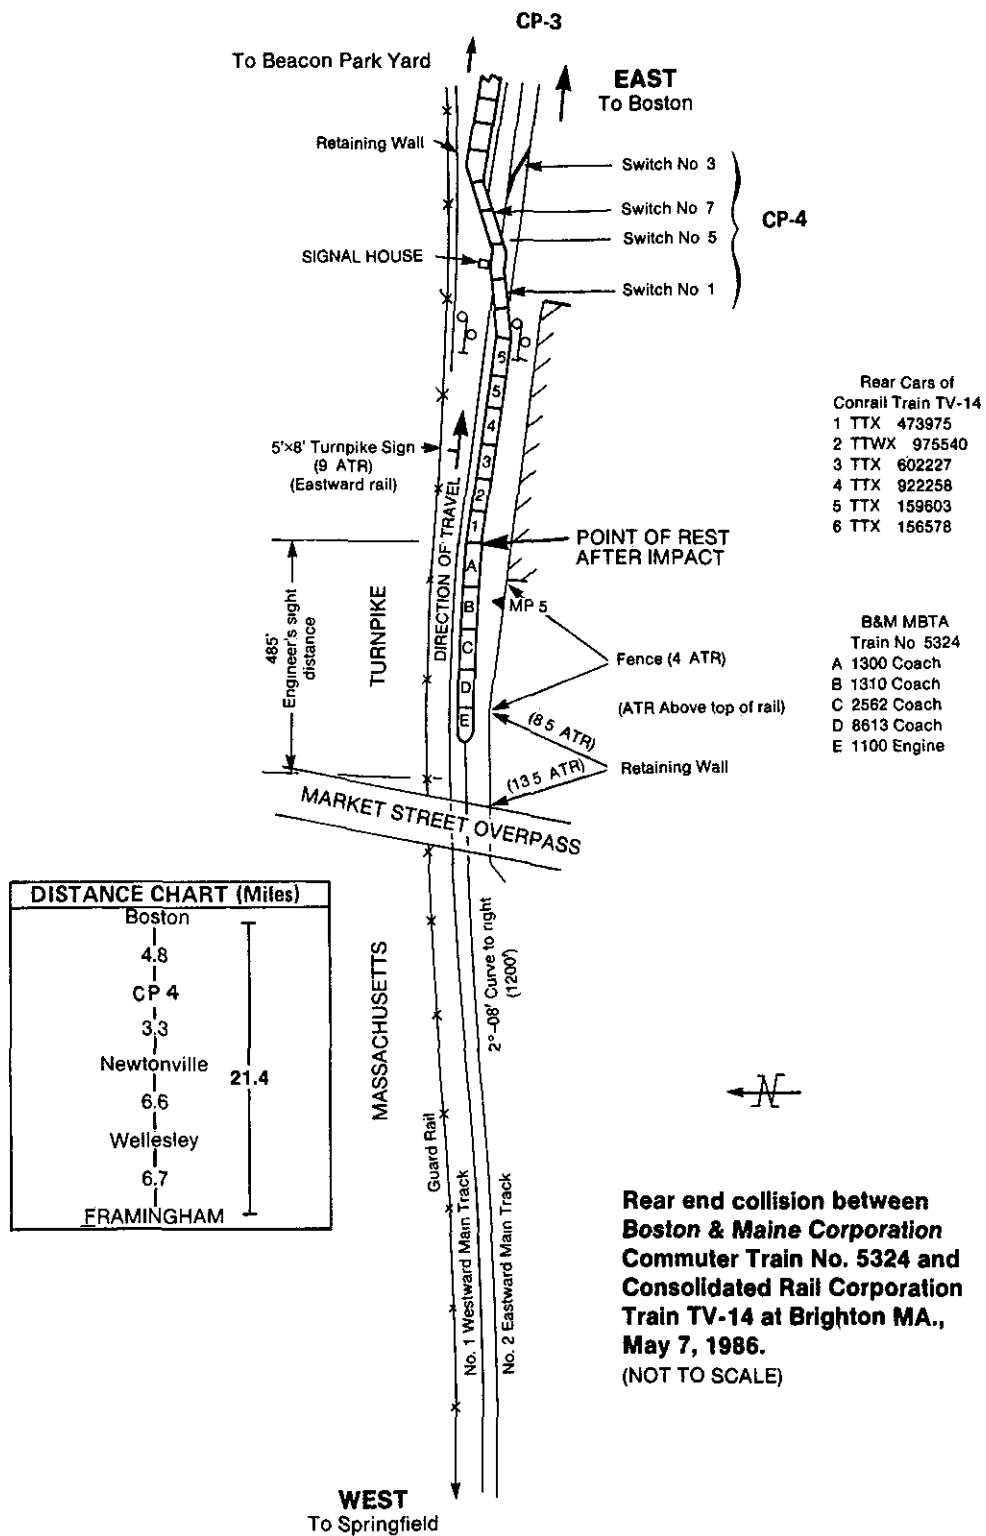 CP-3
To Beacon Park Yard
EAST
To Boston
Retaining Wall
Switch No 3
Switch No 7
CP-4
Switch No 5
SIGNAL HOUSE
Switch No 1
6
5
4
3
2
1
A
B
C
D
E
5'×8' Turnpike Sign
(9 ATR)
(Eastward rail)
DIRECTION OF TRAVEL
Rear Cars of
Conrail Train TV-14
1 TTX 473975
2 TTWX 975540
3 TTX 602227
4 TTX 922258
5 TTX 159603
6 TTX 156578
POINT OF REST
AFTER IMPACT
485'
Engineer's sight
distance
TURNPIKE
MP 5
Fence (4 ATR)
(ATR Above top of rail)
(8 5 ATR)
(13 5 ATR)
Retaining Wall
B&M MBTA
Train No 5324
A 1300 Coach
B 1310 Coach
C 2562 Coach
D 8613 Coach
E 1100 Engine
MARKET STREET OVERPASS
DISTANCE CHART (Miles)
Boston
4.8
CP 4
3.3
Newtonville
21.4
6.6
Wellesley
6.7
FRAMINGHAM
MASSACHUSETTS
2°-08' Curve to right
(1200')
N
Guard Rail
No. 1 Westward Main Track
No. 2 Eastward Main Track
Rear end collision between
Boston & Maine Corporation
Commuter Train No. 5324 and
Consolidated Rail Corporation
Train TV-14 at Brighton MA.,
May 7, 1986.
(NOT TO SCALE)
WEST
To Springfield